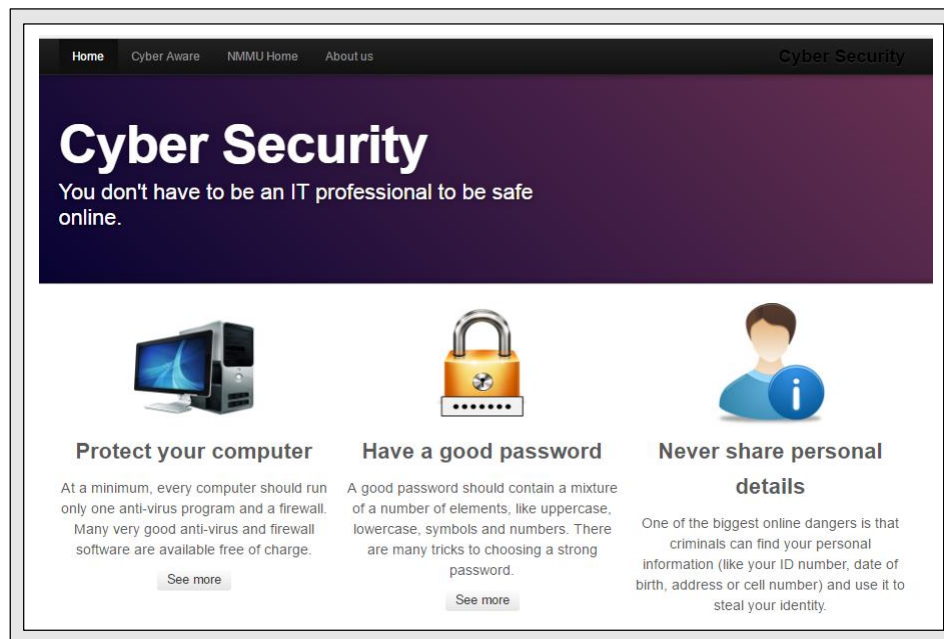 Home Cyber Aware NMMU Home About us Cyber Security
Cyber Security
You don't have to be an IT professional to be safe
online.
Protect your computer
At a minimum, every computer should run
only one anti-virus program and a firewall.
Many very good anti-virus and firewall
software are available free of charge.
See more
Have a good password
A good password should contain a mixture
of a number of elements, like uppercase,
lowercase, symbols and numbers. There
are many tricks to choosing a strong
password.
See more
Never share personal
details
One of the biggest online dangers is that
criminals can find your personal
information (like your ID number, date of
birth, address or cell number) and use it to
steal your identity.